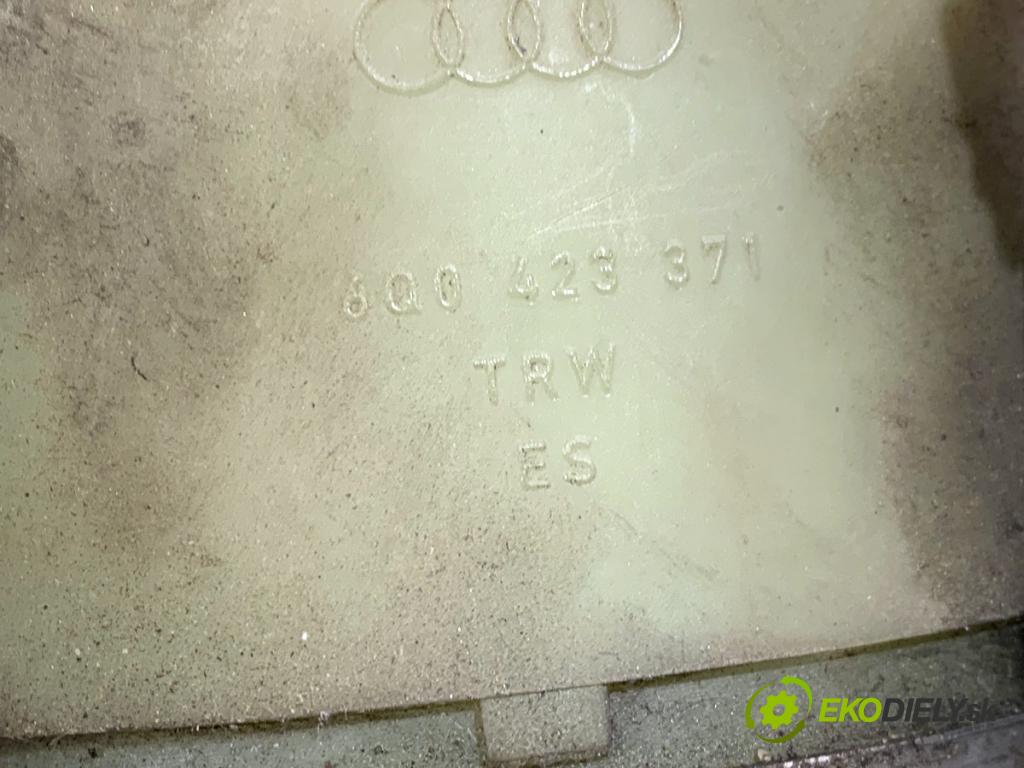 6Q0 423 371
TRW
ES
EKODIELY.sk